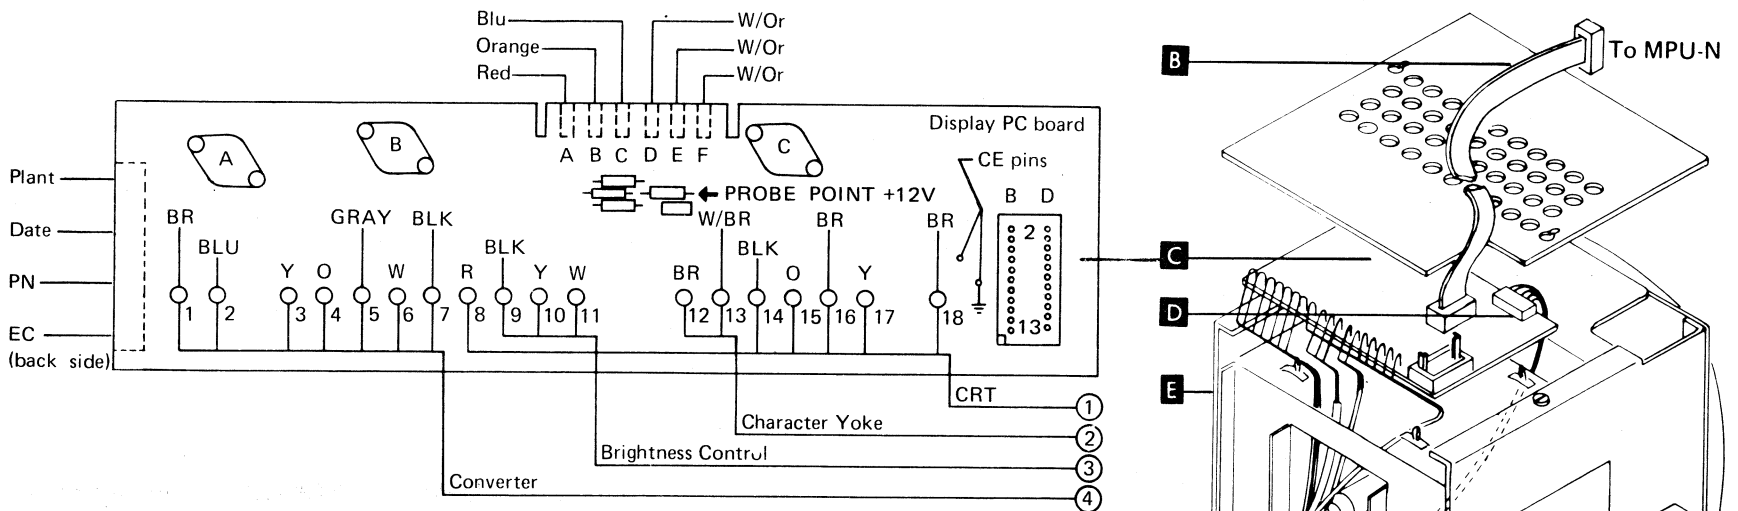 Blu
W/Or
Orange
W/Or
Red
W/Or
Display PC board
A
B
C
A B C D E F
CE pins
PROBE POINT +12V
B D
2
13
Plant
Date
PN
EC
(back side)
BR
BLU
Y
O
GRAY
W
BLK
R
BLK
Y
W
BR
W/BR
BLK
O
BR
Y
BR
1 2 3 4 5 6 7 8 9 10 11 12 13 14 15 16 17 18
CRT
1
Character Yoke
2
Brightness Control
3
Converter
4
B
To MPU-N
C
D
E